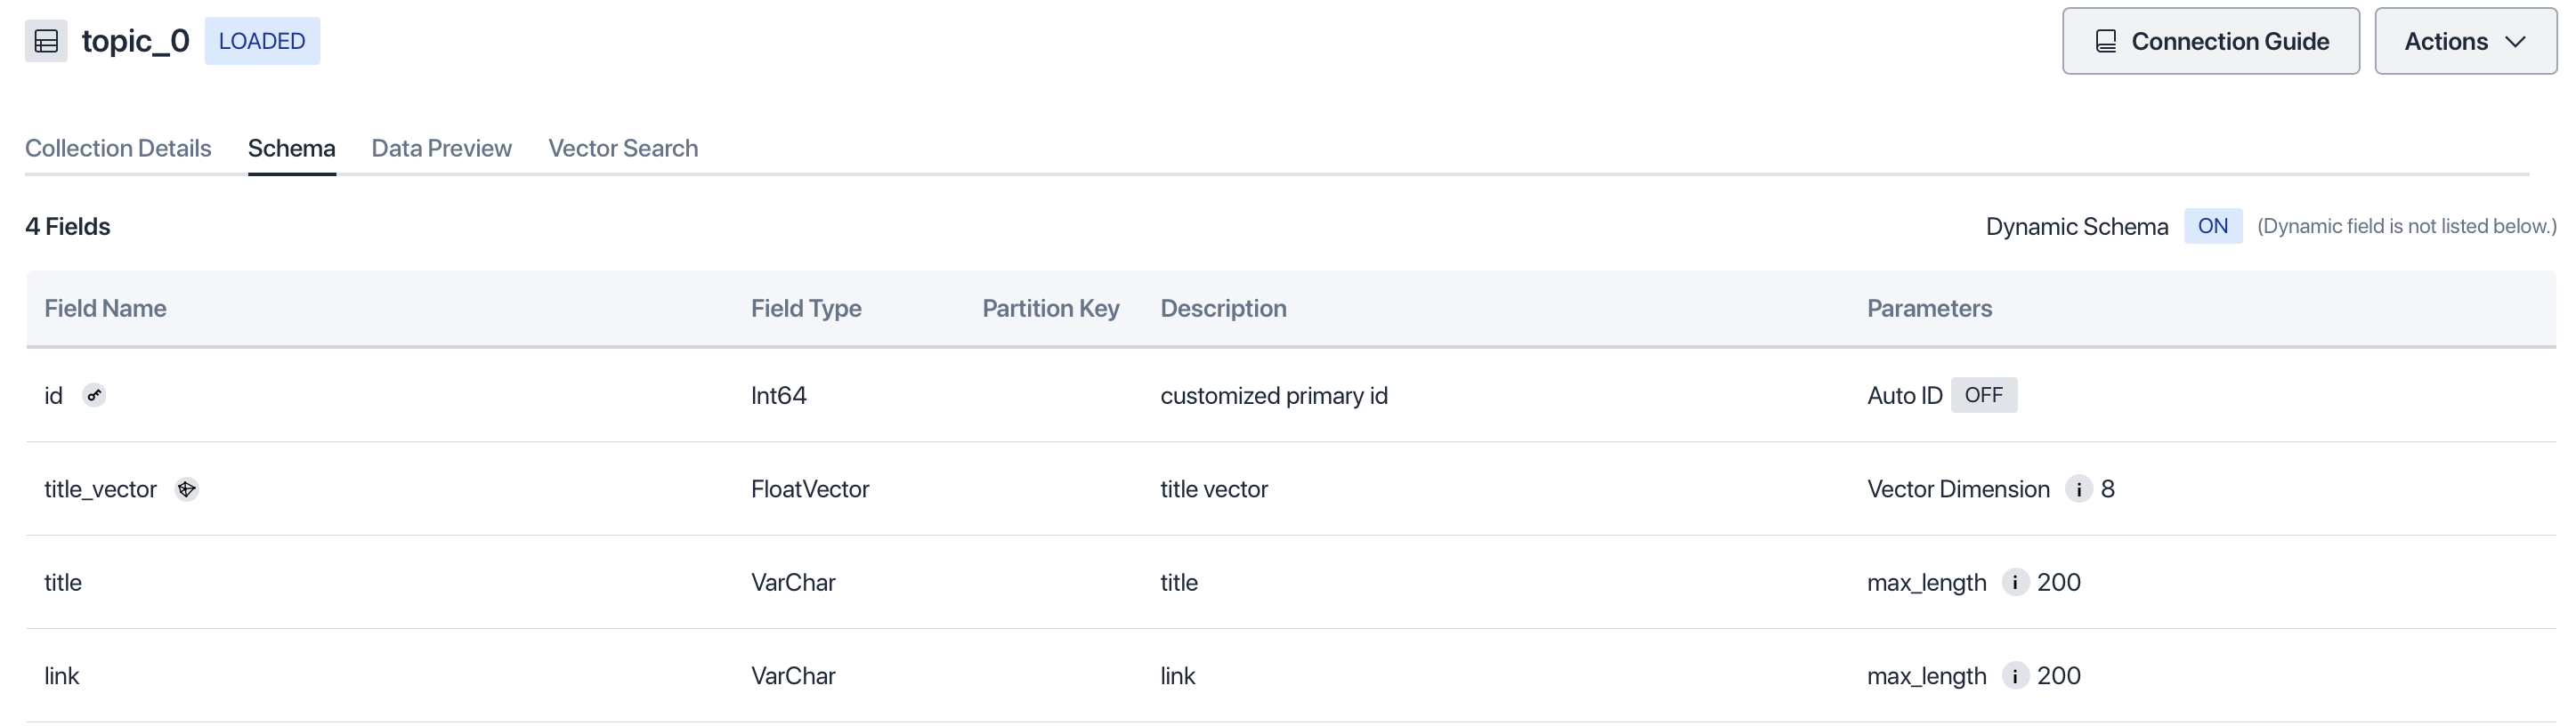 topic_0 LOADED Connection Guide Actions
Collection Details Schema Data Preview Vector Search
4 Fields Dynamic Schema ON (Dynamic field is not listed below.)
Field Name Field Type Partition Key Description Parameters
id Int64 customized primary id Auto ID OFF
title_vector FloatVector title vector Vector Dimension i 8
title VarChar title max_length i 200
link VarChar link max_length i 200